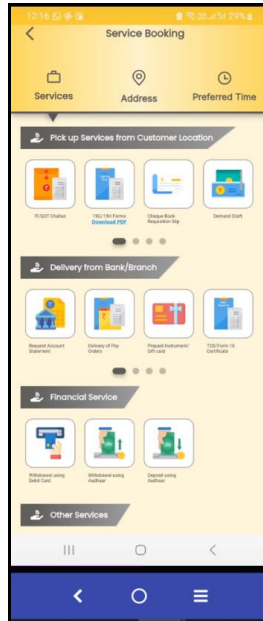 12:16
29%
Service Booking
Services
Address
Preferred Time
Pick up Services from Customer Location
IT/GST Challan
15G/15H Forms
Download PDF
Cheque Book
Requisition Slip
Demand Draft
Delivery from Bank/Branch
Request Account
Statement
Delivery of Pay
Orders
Prepaid Instrument/
Gift card
TDS/Form 16
Certificate
Financial Service
Withdrawal using
Debit Card
Withdrawal using
Aadhaar
Deposit using
Aadhaar
Other Services